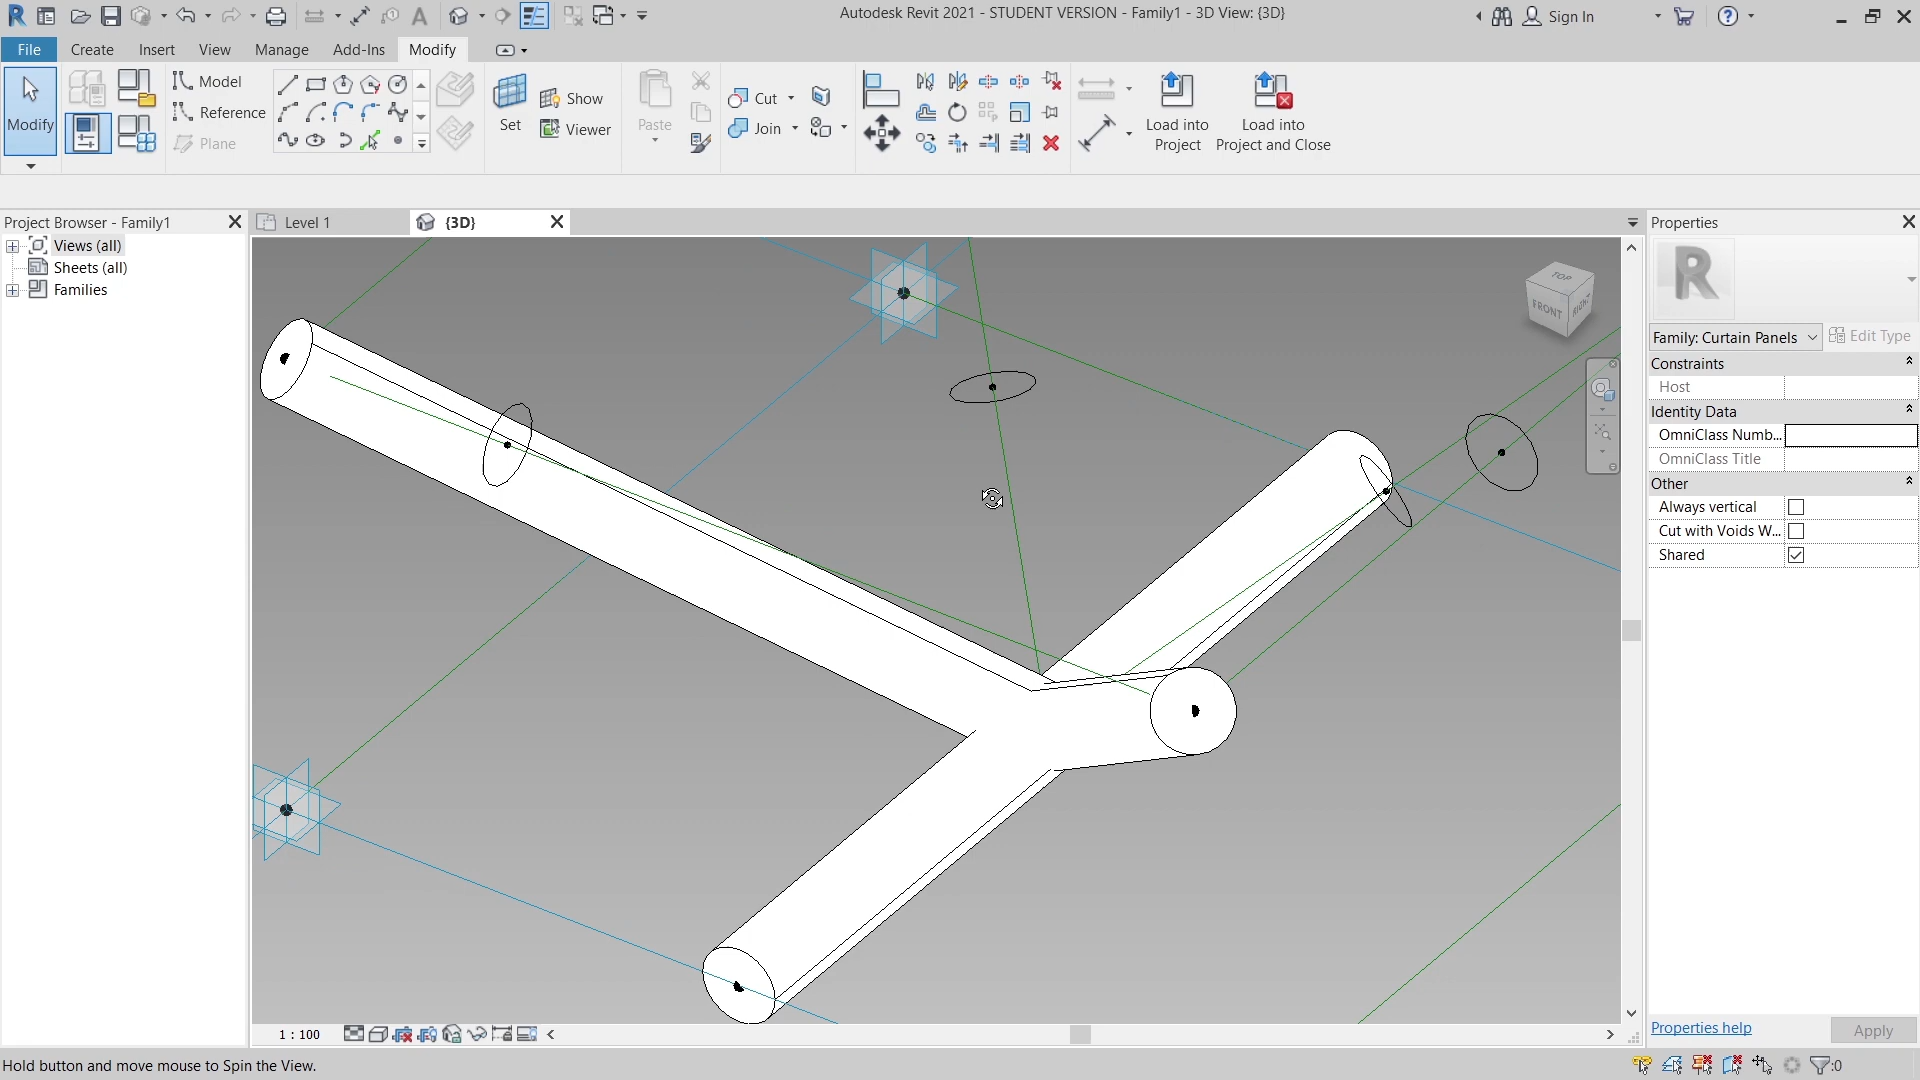 Autodesk Revit 2021 - STUDENT VERSION - Family1 - 3D View: {3D}
Sign In
File Create Insert View Manage Add-Ins Modify
Modify
Model
Reference
Plane
Set
Show
Viewer
Paste
Cut
Join
Load into
Project
Load into
Project and Close
Project Browser - Family1
Views (all)
Sheets (all)
Families
Level 1
{3D}
TOP
FRONT
RIGHT
Properties
R
Family: Curtain Panels
Edit Type
Constraints
Host
Identity Data
OmniClass Numb...
OmniClass Title
Other
Always vertical
Cut with Voids W...
Shared
Properties help
Apply
1 : 100
Hold button and move mouse to Spin the View.
:0